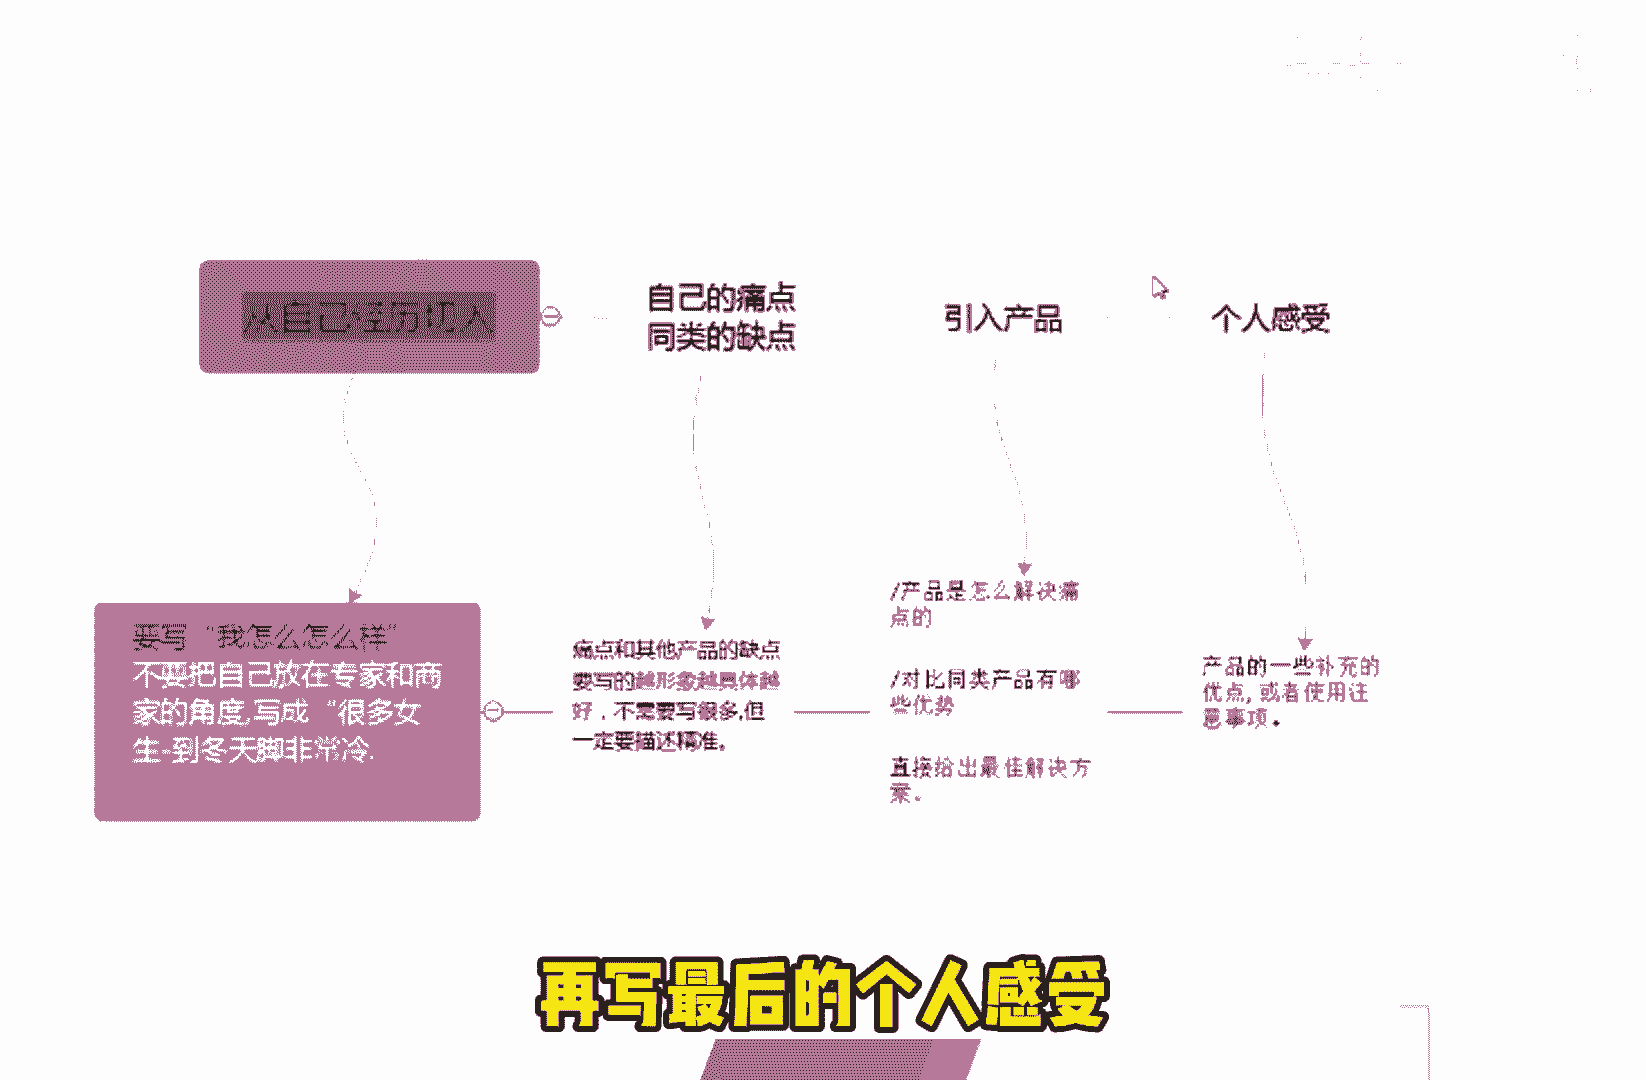 从自己经历切入
自己的痛点
同类的缺点
引入产品
个人感受
要写“我怎么怎么样”
不要把自己放在专家和商
家的角度,写成“很多女
生-到冬天脚非常冷.
痛点和其他产品的缺点
要写的越形象越具体越
好，不需要写很多,但
一定要描述精准。
/产品是怎么解决痛
点的
/对比同类产品有哪
些优势
直接给出最佳解决方
案。
产品的一些补充的
优点, 或者使用注
意事项。
再写最后的个人感受